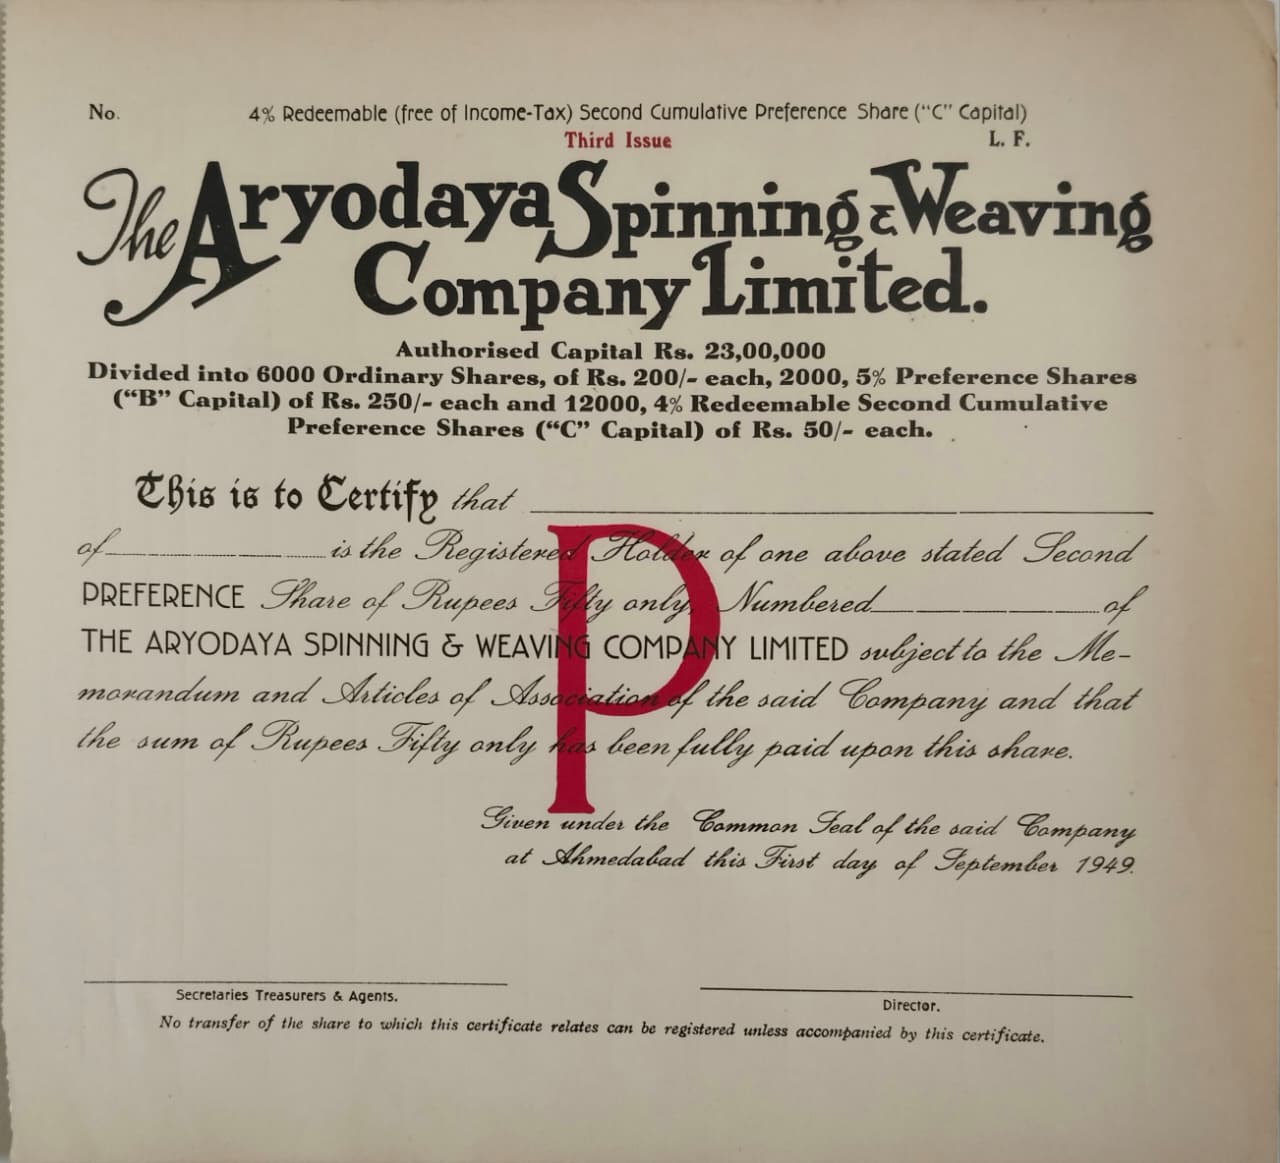 No. 4% Redeemable (free of Income-Tax) Second Cumulative Preference Share ("C" Capital)
Third Issue L. F.
The Aryodaya Spinning & Weaving
Company Limited.
Authorised Capital Rs. 23,00,000
Divided into 6000 Ordinary Shares, of Rs. 200/- each, 2000, 5% Preference Shares
("B" Capital) of Rs. 250/- each and 12000, 4% Redeemable Second Cumulative
Preference Shares ("C" Capital) of Rs. 50/- each.
This is to Certify that
of is the Registered Holder of one above stated Second
PREFERENCE Share of Rupees Fifty only, Numbered of
THE ARYODAYA SPINNING & WEAVING COMPANY LIMITED subject to the Me-
morandum and Articles of Association of the said Company and that
the sum of Rupees Fifty only has been fully paid upon this share.
P
Given under the Common Seal of the said Company
at Ahmedabad this First day of September 1949.
Secretaries Treasurers & Agents.
Director.
No transfer of the share to which this certificate relates can be registered unless accompanied by this certificate.